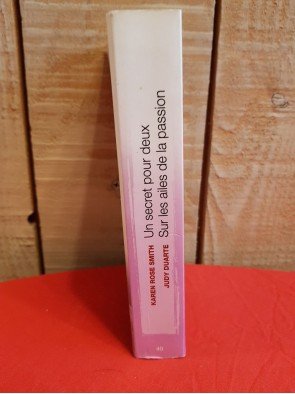 KAREN ROSE SMITH Un secret pour deux
JUDY DUARTE Sur les ailes de la passion